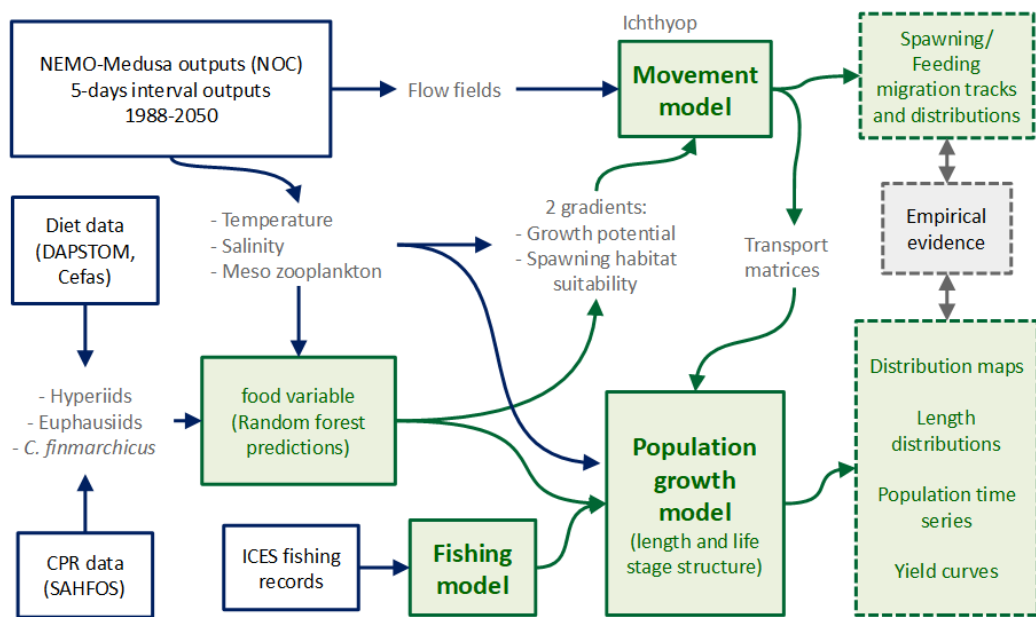 NEMO-Medusa outputs (NOC)
5-days interval outputs
1988-2050
Flow fields
Ichthyop
Movement
model
Spawning/
Feeding
migration tracks
and distributions
Diet data
(DAPSTOM,
Cefas)
- Temperature
- Salinity
- Meso zooplankton
2 gradients:
- Growth potential
- Spawning habitat
suitability
Transport
matrices
Empirical
evidence
- Hyperiids
- Euphausiids
- C. finmarchicus
food variable
(Random forest
predictions)
Population
growth
model
(length and life
stage structure)
Distribution maps
Length
distributions
Population time
series
Yield curves
CPR data
(SAHFOS)
ICES fishing
records
Fishing
model